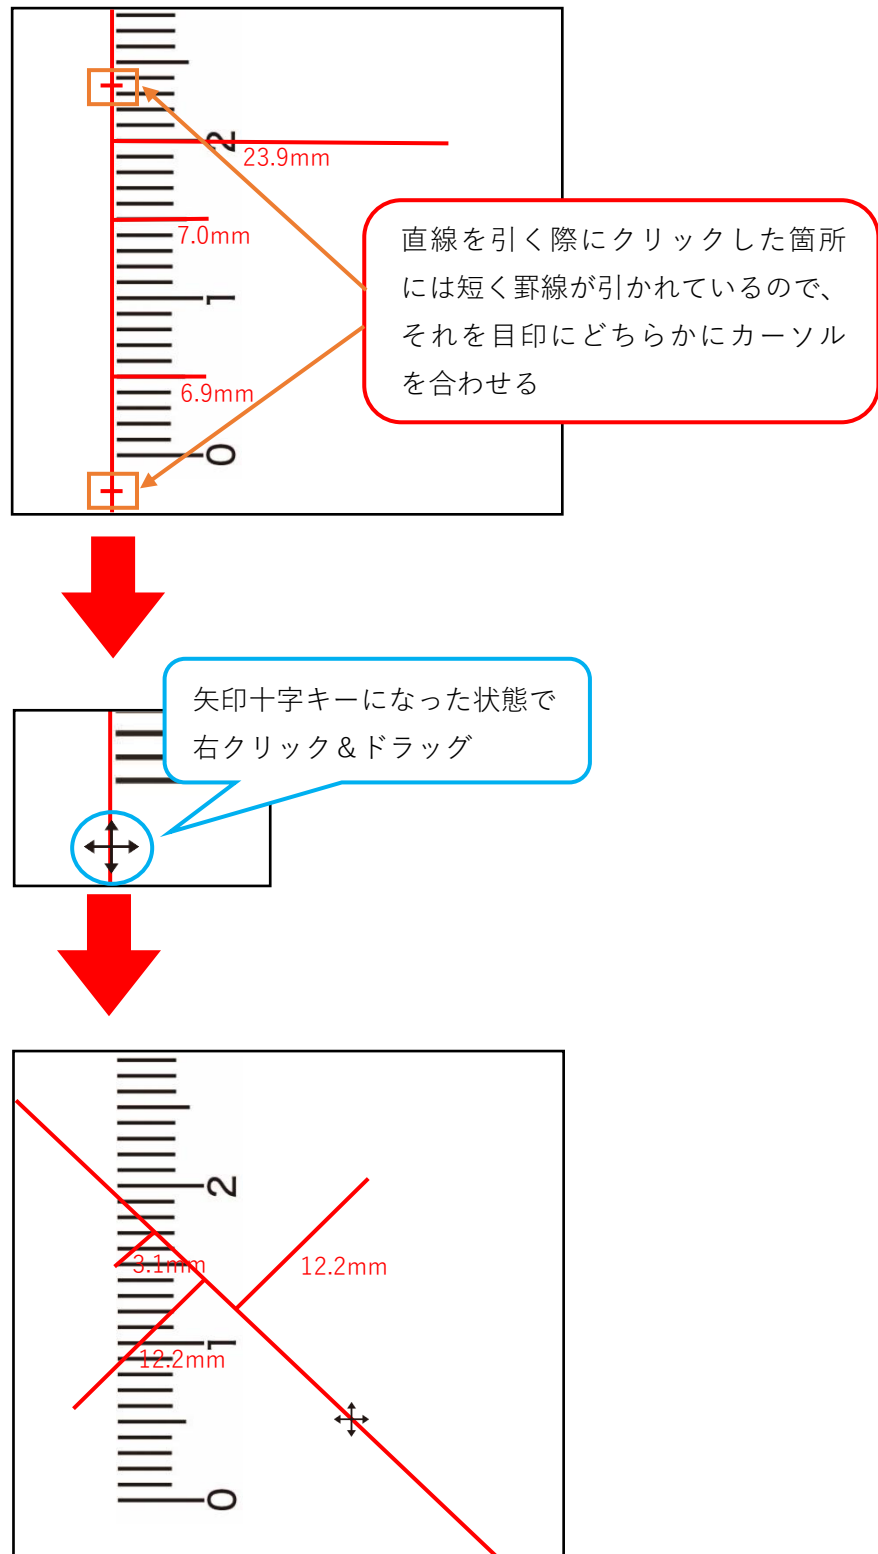 2
23.9mm
7.0mm
直線を引く際にクリックした箇所
には短く罫線が引かれているので、
それを目印にどちらかにカーソル
を合わせる
1
6.9mm
0
矢印十字キーになった状態で
右クリック＆ドラッグ
2
3.1mm
12.2mm
1
12.2mm
0